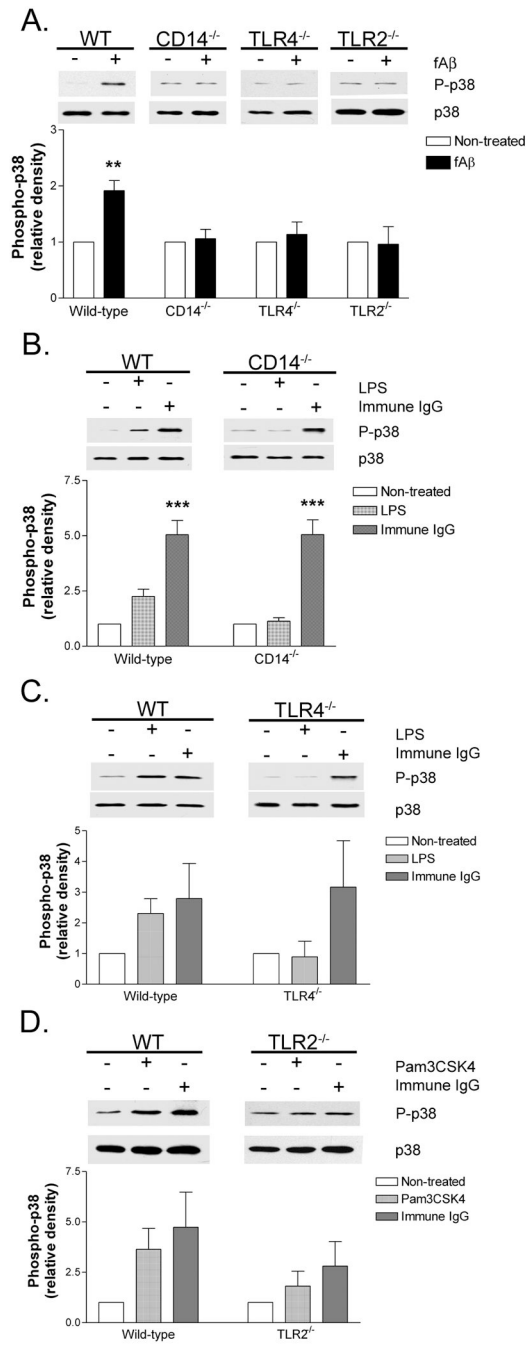 A.
WT CD14-/- TLR4-/- TLR2-/-
- + - + - + - + fAβ
P-p38
p38
Non-treated
fAβ
Phospho-p38
(relative density)
3
2
1
0
**
Wild-type CD14-/- TLR4-/- TLR2-/-
B.
WT CD14-/-
- + - - + - LPS
- - + - - + Immune IgG
P-p38
p38
Non-treated
LPS
Immune IgG
Phospho-p38
(relative density)
7.5
5.0
2.5
0.0
*** ***
Wild-type CD14-/-
C.
WT TLR4-/-
- + - - + - LPS
- - + - - + Immune IgG
P-p38
p38
Non-treated
LPS
Immune IgG
Phospho-p38
(relative density)
5
4
3
2
1
0
Wild-type TLR4-/-
D.
WT TLR2-/-
- + - - + - Pam3CSK4
- - + - - + Immune IgG
P-p38
p38
Non-treated
Pam3CSK4
Immune IgG
Phospho-p38
(relative density)
7.5
5.0
2.5
0.0
Wild-type TLR2-/-